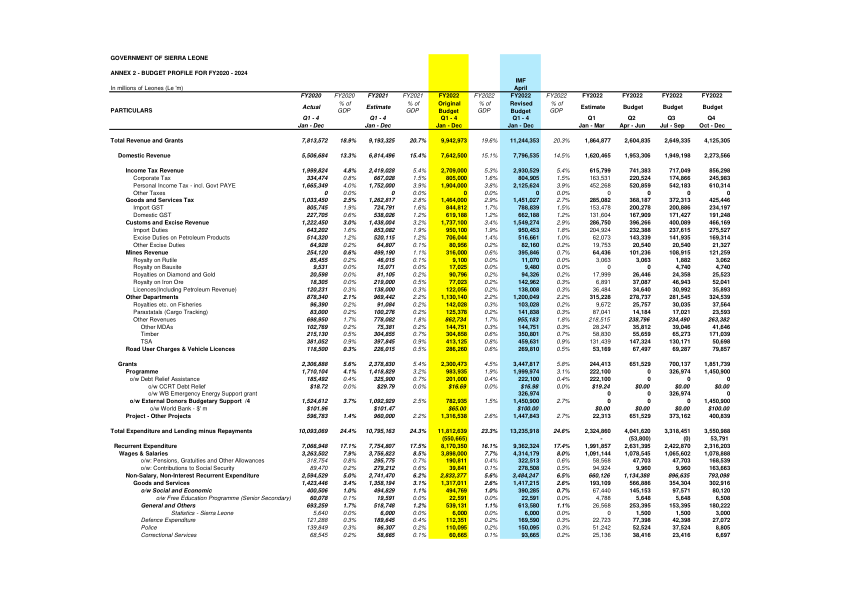 GOVERNMENT OF SIERRA LEONE
ANNEX 2 - BUDGET PROFILE FOR FY2020 - 2024
IMF
In millions of Leones (Le 'm) April
FY2020 FY2020 FY2021 FY2021 FY2022 FY2022 FY2022 FY2022 FY2022 FY2022 FY2022 FY2022
PARTICULARS Actual % of GDP Estimate % of GDP Original Budget % of GDP Revised Budget % of GDP Estimate Budget Budget Budget
Q1 - 4 Q1 - 4 Q1 - 4 Q1 - 4 Q1 Q2 Q3 Q4
Jan - Dec Jan - Dec Jan - Dec Jan - Dec Jan - Mar Apr - Jun Jul - Sep Oct - Dec
Total Revenue and Grants 7,813,572 18.9% 9,193,325 20.7% 9,942,973 19.6% 11,244,353 20.3% 1,864,877 2,604,835 2,649,335 4,125,305
Domestic Revenue 5,506,684 13.3% 6,814,496 15.4% 7,642,500 15.1% 7,796,535 14.5% 1,620,465 1,953,306 1,949,198 2,273,566
Income Tax Revenue 1,999,824 4.8% 2,419,028 5.4% 2,709,000 5.3% 2,930,529 5.4% 615,799 741,383 717,049 856,298
Corporate Tax 334,474 0.8% 667,028 1.5% 805,000 1.6% 804,905 1.5% 163,531 220,524 174,866 245,983
Personal Income Tax - incl. Govt PAYE 1,665,349 4.0% 1,752,000 3.9% 1,904,000 3.8% 2,125,624 3.9% 452,268 520,859 542,183 610,314
Other Taxes 0 0.0% 0 0.0% 0 0.0% 0 0.0% 0 0 0 0
Goods and Services Tax 1,033,450 2.5% 1,262,817 2.8% 1,464,000 2.9% 1,451,027 2.7% 285,082 368,187 372,313 425,446
Import GST 805,745 1.9% 724,791 1.6% 844,812 1.7% 788,839 1.5% 153,478 200,278 200,886 234,197
Domestic GST 227,705 0.6% 538,026 1.2% 619,188 1.2% 662,188 1.2% 131,604 167,909 171,427 191,248
Customs and Excise Revenue 1,222,450 3.0% 1,438,004 3.2% 1,737,100 3.4% 1,549,274 2.9% 286,750 396,266 400,089 466,169
Import Duties 643,202 1.6% 853,082 1.9% 950,100 1.9% 950,453 1.8% 204,928 232,388 237,615 275,527
Excise Duties on Petroleum Products 514,320 1.2% 520,115 1.2% 706,044 1.4% 516,661 1.0% 62,073 143,339 141,935 169,314
Other Excise Duties 64,928 0.2% 64,807 0.1% 80,956 0.2% 82,160 0.2% 19,753 20,540 20,540 21,327
Mines Revenue 254,120 0.6% 499,190 1.1% 316,000 0.6% 395,846 0.7% 64,436 101,236 108,915 121,259
Royalty on Rutile 85,455 0.2% 46,015 0.1% 9,100 0.0% 11,070 0.0% 3,063 3,063 1,882 3,062
Royalty on Bauxite 9,531 0.0% 15,071 0.0% 17,025 0.0% 9,480 0.0% 0 0 4,740 4,740
Royalties on Diamond and Gold 20,598 0.0% 81,105 0.2% 90,796 0.2% 94,326 0.2% 17,999 26,446 24,358 25,523
Royalty on Iron Ore 18,305 0.0% 219,000 0.5% 77,023 0.2% 142,962 0.3% 6,891 37,087 46,943 52,041
Licences(Including Petroleum Revenue) 120,231 0.3% 138,000 0.3% 122,056 0.2% 138,008 0.3% 36,484 34,640 30,992 35,893
Other Departments 878,340 2.1% 969,442 2.2% 1,130,140 2.2% 1,200,049 2.2% 315,228 278,737 281,545 324,539
Royalties etc. on Fisheries 96,390 0.2% 91,084 0.2% 142,028 0.3% 103,029 0.2% 9,672 25,757 30,035 37,564
Parastatals (Cargo Tracking) 83,000 0.2% 100,276 0.2% 125,378 0.2% 141,838 0.3% 87,041 14,184 17,021 23,593
Other Revenues 698,950 1.7% 778,082 1.8% 862,734 1.7% 955,183 1.8% 218,515 238,796 234,490 263,382
Other MDAs 102,769 0.2% 75,381 0.2% 144,751 0.3% 144,751 0.3% 28,247 35,812 39,046 41,646
Timber 215,130 0.5% 304,855 0.7% 304,858 0.6% 350,801 0.7% 58,830 55,659 65,273 171,039
TSA 381,052 0.9% 397,845 0.9% 413,125 0.8% 459,631 0.9% 131,439 147,324 130,171 50,698
Road User Charges & Vehicle Licences 118,500 0.3% 226,015 0.5% 286,260 0.6% 269,810 0.5% 53,169 67,497 69,287 79,857
Grants 2,306,888 5.6% 2,378,830 5.4% 2,300,473 4.5% 3,447,817 5.8% 244,413 651,529 700,137 1,851,739
Programme 1,710,104 4.1% 1,418,829 3.2% 983,935 1.9% 1,999,974 3.1% 222,100 0 326,974 1,450,900
o/w Debt Relief Assistance 185,492 0.4% 325,900 0.7% 201,000 0.4% 222,100 0.4% 222,100 0 0 0
o/w CCRT Debt Relief $18.72 0.0% $29.79 0.0% $16.69 0.0% $16.98 0.0% $19.24 $0.00 $0.00 $0.00
o/w WB Emergency Energy Support grant 326,974 0 0 326,974 0
o/w External Donors Budgetary Support /4 1,524,612 3.7% 1,092,929 2.5% 782,935 1.5% 1,450,900 2.7% 0 0 0 1,450,900
o/w World Bank - $' m $101.96 $101.47 $65.00 $100.00 $0.00 $0.00 $0.00 $100.00
Project - Other Projects 596,783 1.4% 960,000 2.2% 1,316,538 2.6% 1,447,843 2.7% 22,313 651,529 373,162 400,839
Total Expenditure and Lending minus Repayments 10,093,069 24.4% 10,795,163 24.3% 11,812,639 23.3% 13,235,918 24.6% 2,324,860 4,041,620 3,318,451 3,550,988
(550,665) (53,800) (0) 53,791
Recurrent Expenditure 7,066,948 17.1% 7,758,924 17.5% 8,170,350 16.1% 9,362,324 17.4% 1,991,857 2,631,395 2,422,870 2,316,203
Wages & Salaries 3,263,502 7.9% 3,756,823 8.5% 3,896,000 7.7% 4,314,179 8.0% 1,091,144 1,078,545 1,065,602 1,078,888
o/w: Pensions, Gratuities and Other Allowances 318,754 0.8% 295,775 0.7% 190,811 0.4% 322,513 0.6% 58,568 47,703 47,703 168,539
o/w: Contributions to Social Security 89,470 0.2% 279,212 0.6% 39,841 0.1% 278,508 0.5% 94,924 9,960 9,960 163,663
Non-Salary, Non-Interest Recurrent Expenditure 2,594,529 5.0% 2,741,470 6.2% 2,833,377 5.6% 3,484,247 6.5% 660,126 1,134,388 896,635 793,098
Goods and Services 1,423,446 3.4% 1,358,194 3.1% 1,317,011 2.6% 1,417,215 2.6% 193,109 566,886 354,304 302,916
o/w Social and Economic 400,506 1.0% 494,829 1.1% 494,769 1.0% 390,285 0.7% 67,440 145,153 97,571 80,120
o/w Free Education Programme (Senior Secondary) 60,078 0.1% 19,591 0.0% 22,591 0.0% 22,591 0.0% 4,788 5,648 5,648 6,508
General and Others 693,259 1.7% 518,748 1.2% 539,131 1.1% 613,580 1.1% 26,568 253,395 153,395 180,222
Statistics - Sierra Leone 5,640 0.0% 6,000 0.0% 6,000 0.0% 6,000 0.0% 0 1,500 1,500 3,000
Defence Expenditure 121,288 0.3% 189,645 0.4% 112,351 0.2% 169,590 0.3% 22,723 77,398 42,398 27,072
Police 139,849 0.3% 96,307 0.2% 110,095 0.2% 150,095 0.3% 51,242 52,524 37,524 8,805
Correctional Services 68,545 0.2% 58,665 0.1% 60,665 0.1% 93,665 0.2% 25,136 38,416 23,416 6,697